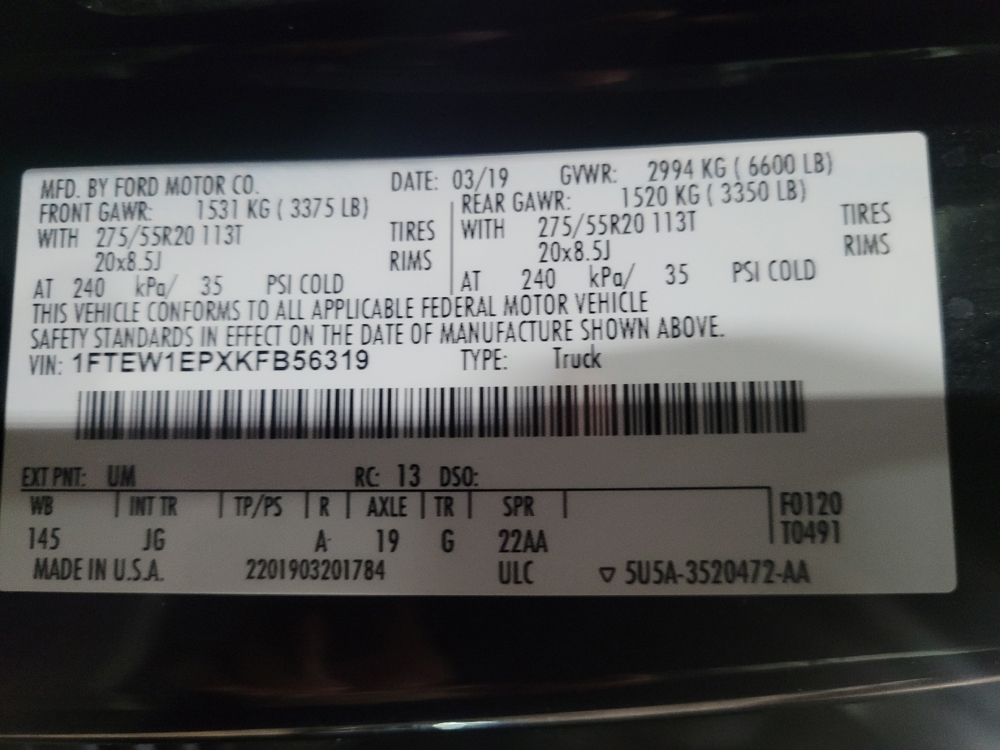 MFD. BY FORD MOTOR CO. DATE: 03/19 GVWR: 2994 KG ( 6600 LB)
FRONT GAWR: 1531 KG ( 3375 LB) REAR GAWR: 1520 KG ( 3350 LB)
WITH 275/55R20 113T TIRES WITH 275/55R20 113T TIRES
20x8.5J RIMS 20x8.5J RIMS
AT 240 kPa/ 35 PSI COLD AT 240 kPa/ 35 PSI COLD
THIS VEHICLE CONFORMS TO ALL APPLICABLE FEDERAL MOTOR VEHICLE
SAFETY STANDARDS IN EFFECT ON THE DATE OF MANUFACTURE SHOWN ABOVE.
VIN: 1FTEW1EPXKFB56319 TYPE: Truck
EXT PNT: UM RC: 13 DSO:
WB INT TR TP/PS R AXLE TR SPR F0120
145 JG A 19 G 22AA T0491
MADE IN U.S.A. 2201903201784 ULC ▽ 5U5A-3520472-AA